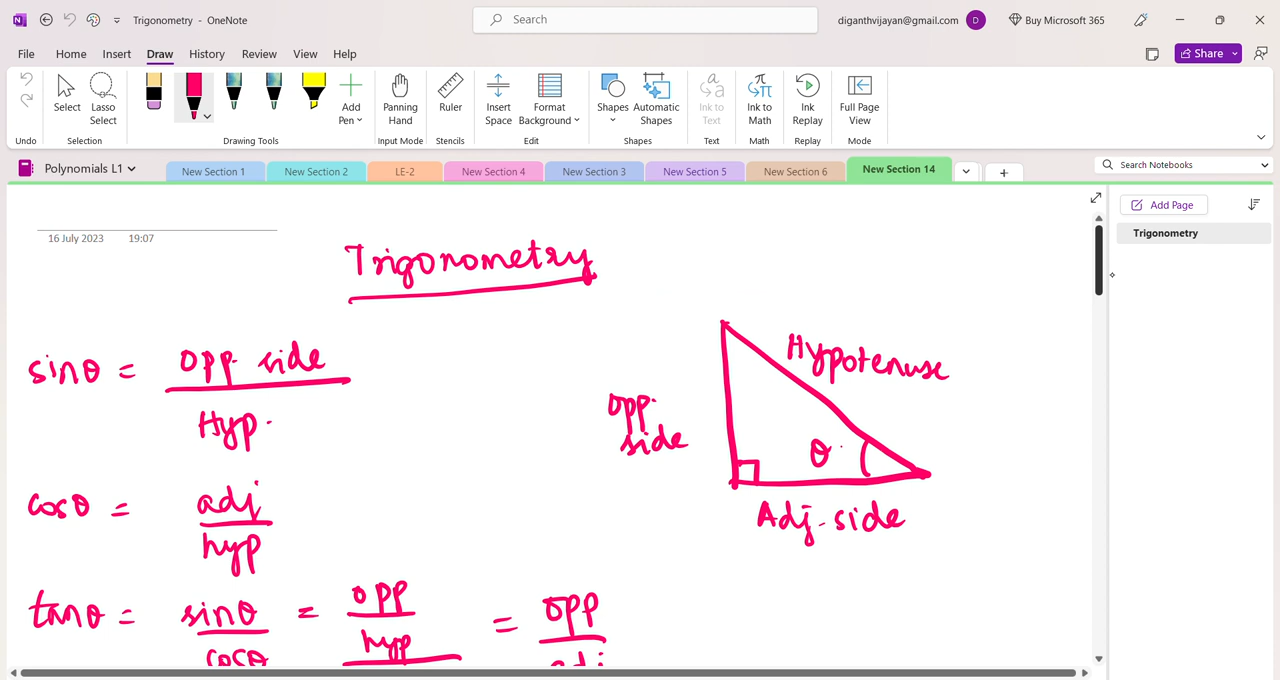 Trigonometry - OneNote
Search
diganthvijayan@gmail.com D Buy Microsoft 365
File Home Insert Draw History Review View Help
Share
Undo
Select
Lasso Select
Selection
Drawing Tools
Add Pen
Panning Hand
Input Mode
Ruler
Stencils
Insert Space
Format Background
Edit
Shapes
Automatic Shapes
Shapes
Ink to Text
Text
Ink to Math
Math
Ink Replay
Replay
Full Page View
Mode
Polynomials L1
New Section 1 New Section 2 LE-2 New Section 4 New Section 3 New Section 5 New Section 6 New Section 14 +
Search Notebooks
Add Page
Trigonometry
16 July 2023 19:07
Trigonometry
sinθ = opp. side
Hyp.
cosθ = adj
hyp
tanθ = sinθ = opp = opp
cosθ hyp adj
Hypotenuse
opp.
side
θ
Adj. side